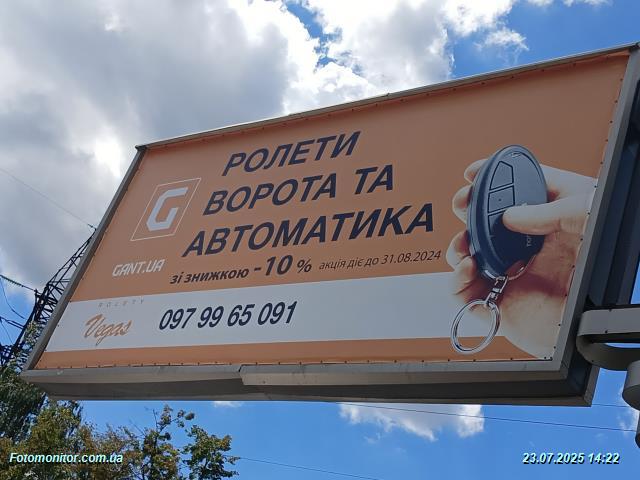 РОЛЕТИ
ВОРОТА ТА
АВТОМАТИКА
G
GANT.UA
зі знижкою -10 % акція діє до 31.08.2024
ROLETY
Vegas
097 99 65 091
Fotomonitor.com.ua
23.07.2025 14:22